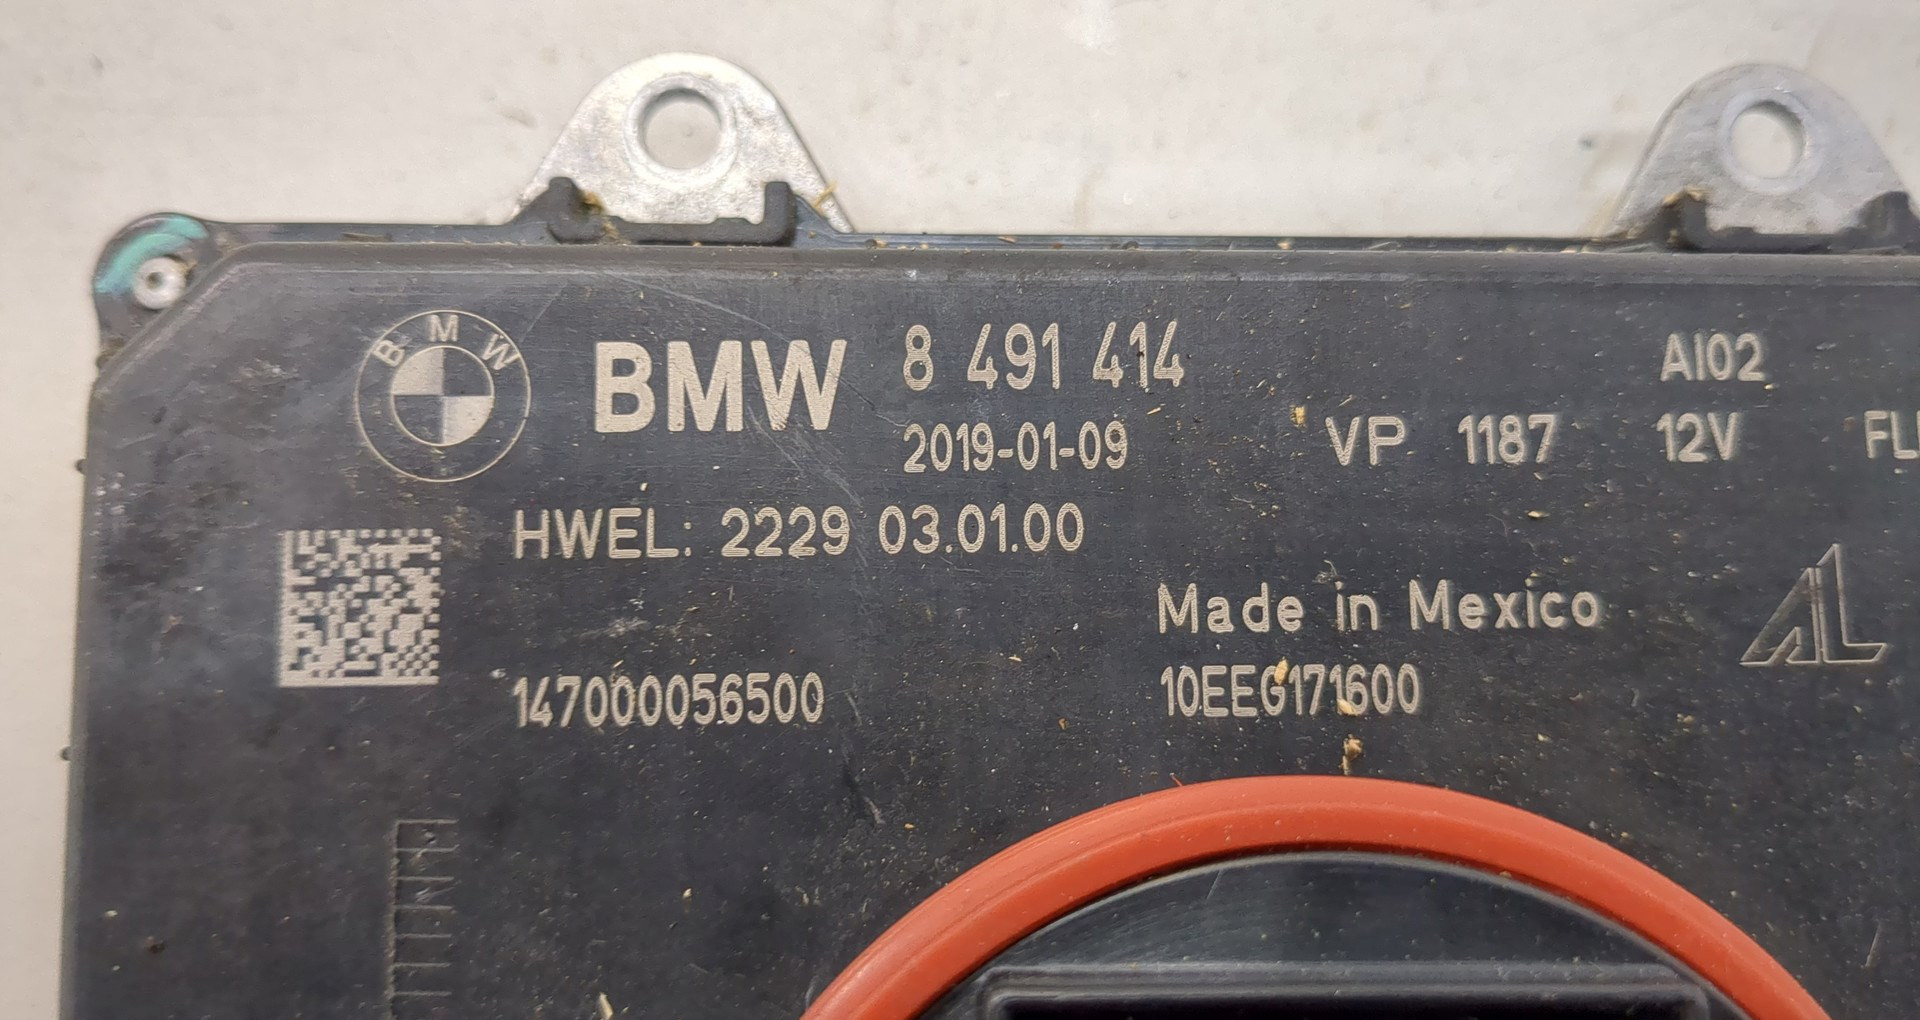 BMW
BMW 8 491 414
2019-01-09
AI02
VP 1187 12V
HWEL: 2229 03.01.00
Made in Mexico
AL
147000056500
10EEG171600